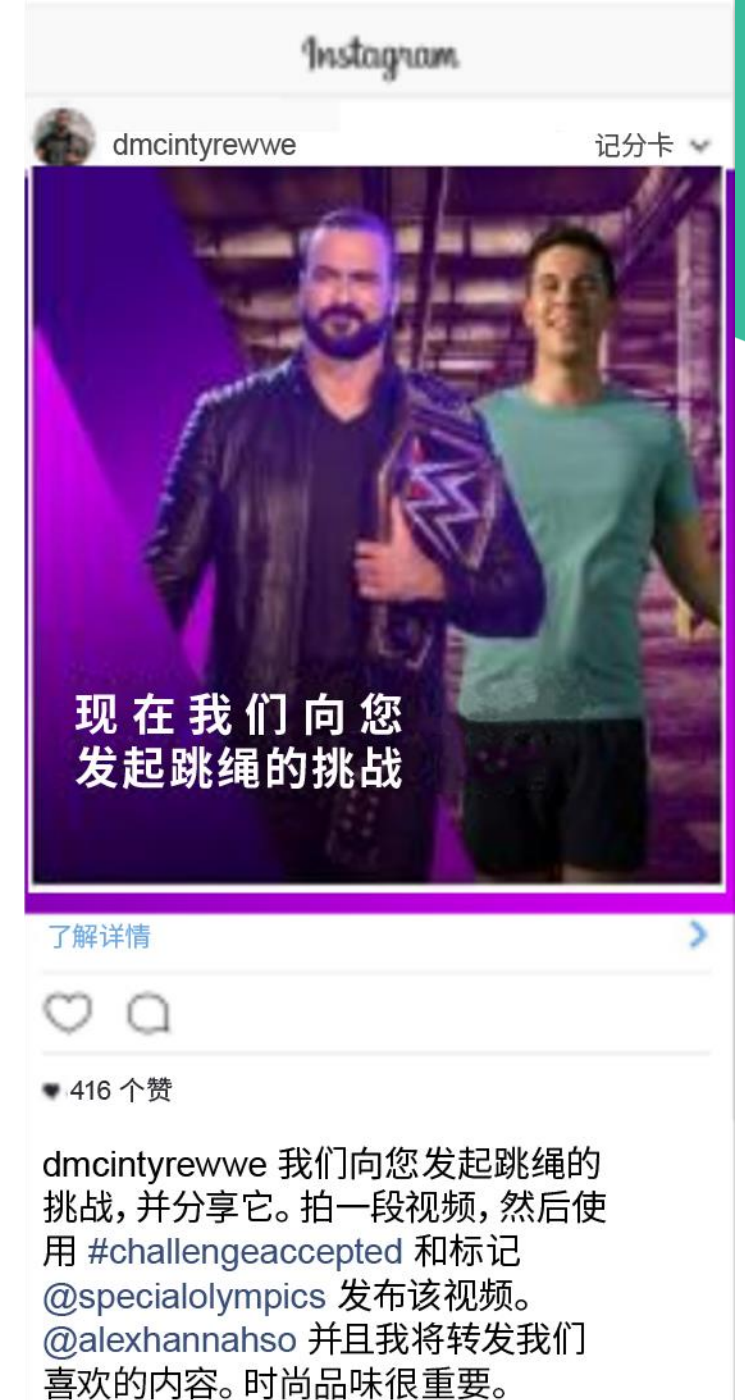 Instagram
dmcintyrewwe 记分卡
现在我们向您
发起跳绳的挑战
了解详情
416 个赞
dmcintyrewwe 我们向您发起跳绳的
挑战，并分享它。拍一段视频，然后使
用 #challengeaccepted 和标记
@specialolympics 发布该视频。
@alexhannahso 并且我将转发我们
喜欢的内容。时尚品味很重要。